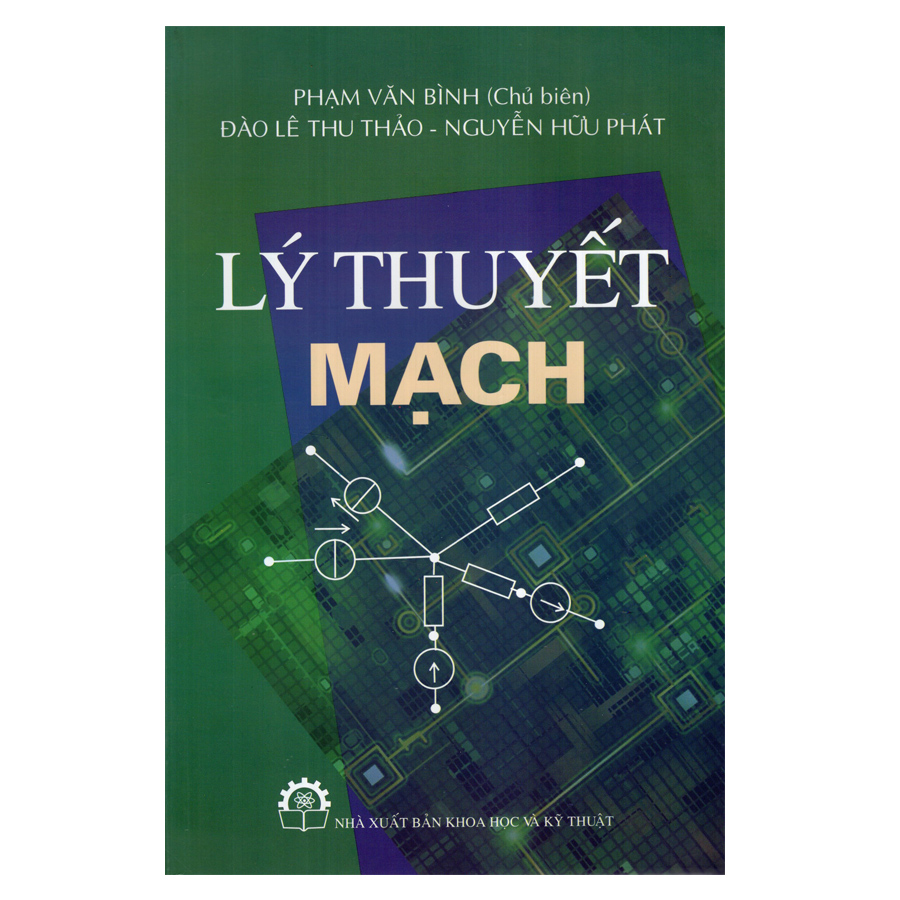 PHẠM VĂN BÌNH (Chủ biên)
ĐÀO LÊ THU THẢO - NGUYỄN HỮU PHÁT
LÝ THUYẾT
MẠCH
NHÀ XUẤT BẢN KHOA HỌC VÀ KỸ THUẬT